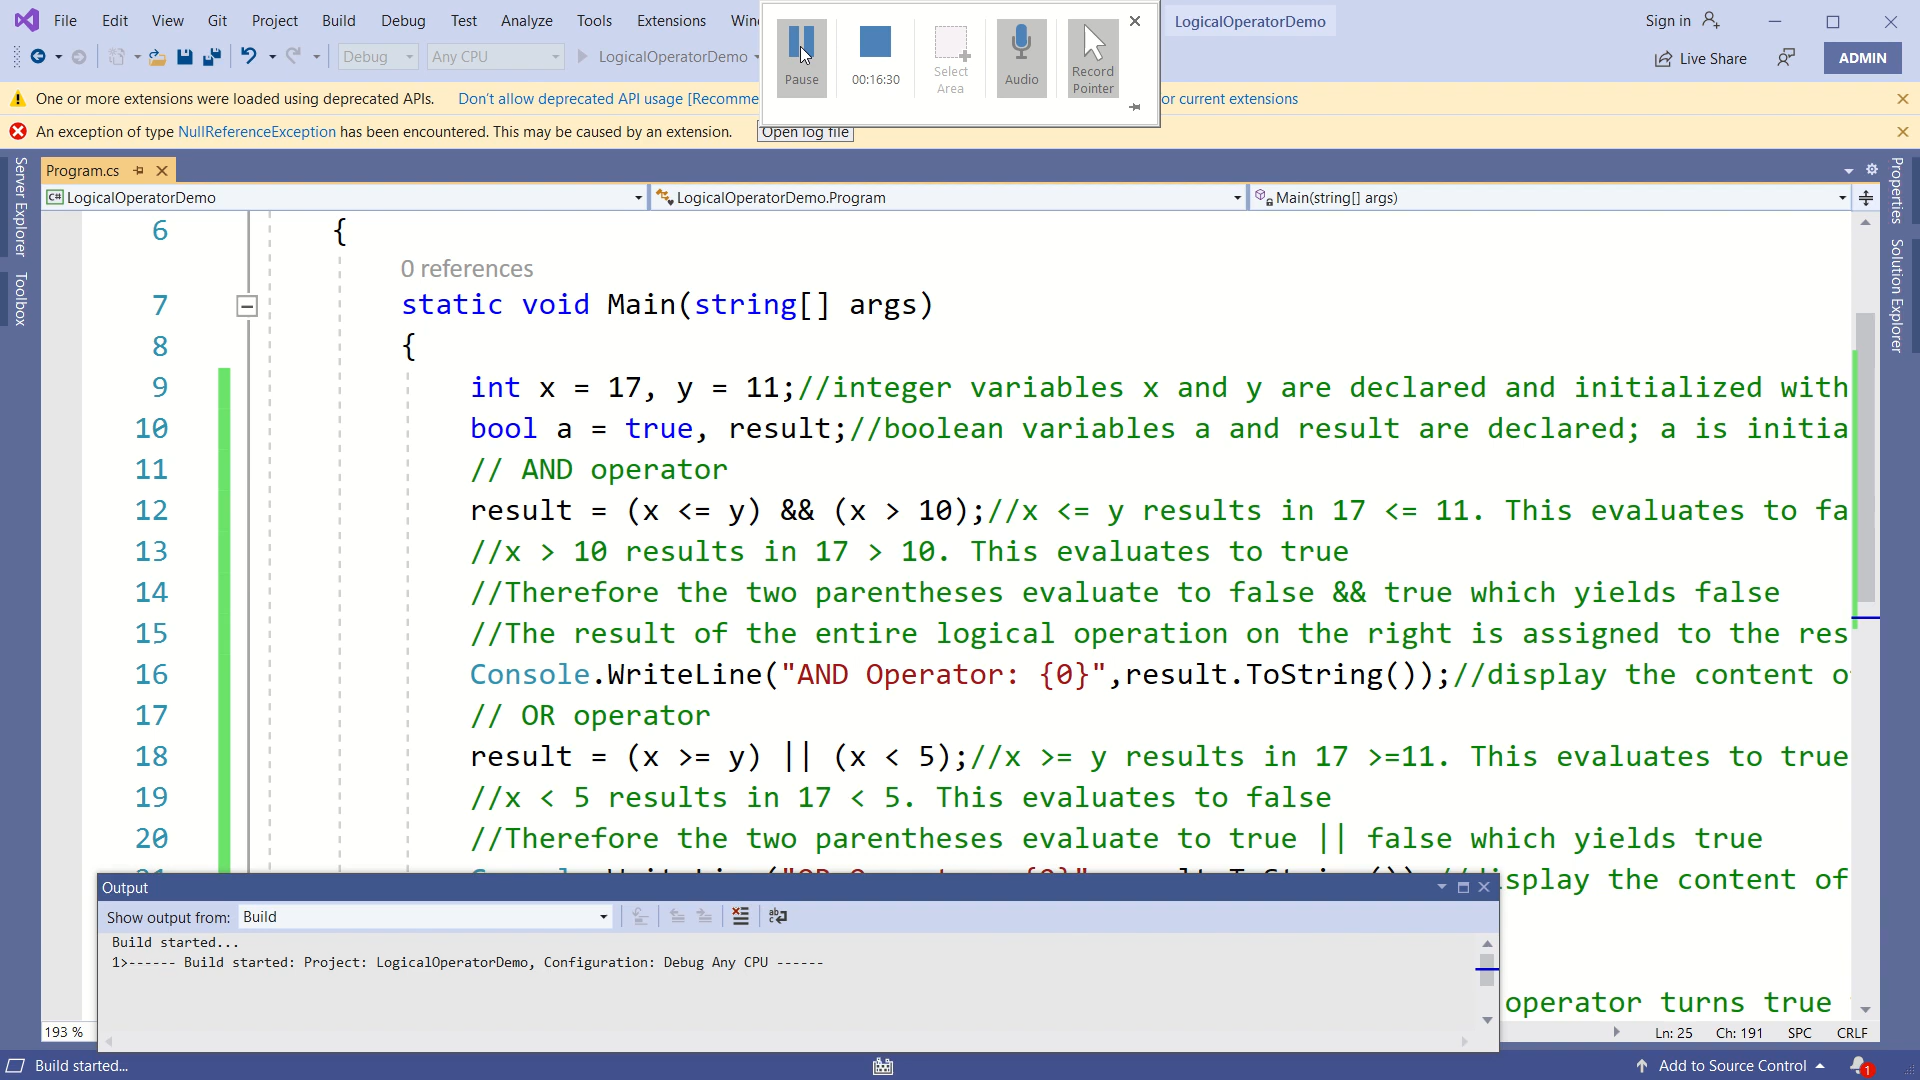 File Edit View Git Project Build Debug Test Analyze Tools Extensions
LogicalOperatorDemo
Sign in
Debug Any CPU LogicalOperatorDemo
Pause 00:16:30 Select Area Audio Record Pointer
Live Share ADMIN
One or more extensions were loaded using deprecated APIs. Don't allow deprecated API usage or current extensions
An exception of type NullReferenceException has been encountered. This may be caused by an extension. Open log file
Server Explorer
Toolbox
Properties
Solution Explorer
Program.cs
C# LogicalOperatorDemo LogicalOperatorDemo.Program Main(string[] args)
6 {
0 references
7 static void Main(string[] args)
8 {
9 int x = 17, y = 11;//integer variables x and y are declared and initialized with
10 bool a = true, result;//boolean variables a and result are declared; a is initia
11 // AND operator
12 result = (x <= y) && (x > 10);//x <= y results in 17 <= 11. This evaluates to fa
13 //x > 10 results in 17 > 10. This evaluates to true
14 //Therefore the two parentheses evaluate to false && true which yields false
15 //The result of the entire logical operation on the right is assigned to the res
16 Console.WriteLine("AND Operator: {0}",result.ToString());//display the content o
17 // OR operator
18 result = (x >= y) || (x < 5);//x >= y results in 17 >=11. This evaluates to true
19 //x < 5 results in 17 < 5. This evaluates to false
20 //Therefore the two parentheses evaluate to true || false which yields true
splay the content of
Output
Show output from: Build
Build started...
1>------ Build started: Project: LogicalOperatorDemo, Configuration: Debug Any CPU ------
operator turns true
193 % Ln: 25 Ch: 191 SPC CRLF
Build started... Add to Source Control 1